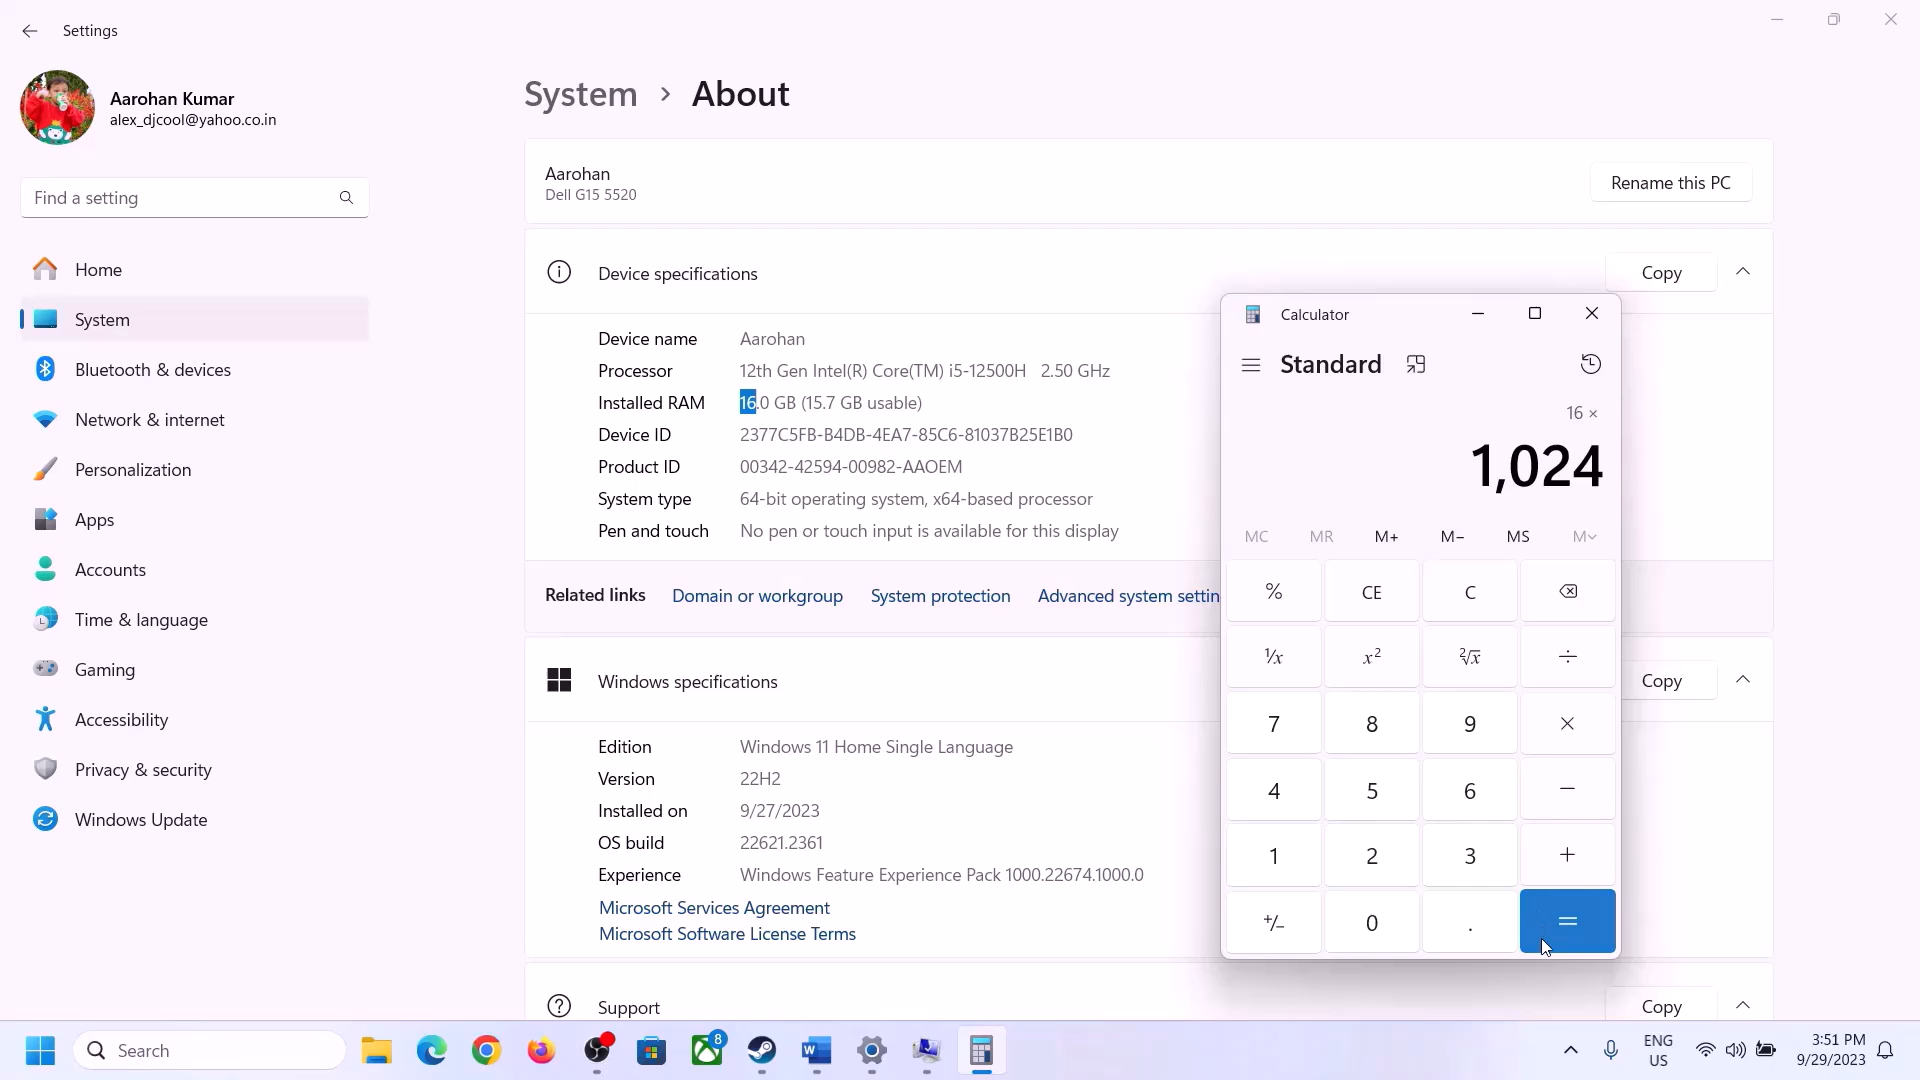 Settings
Aarohan Kumar
alex_djcool@yahoo.co.in
Find a setting
Home
System
Bluetooth & devices
Network & internet
Personalization
Apps
Accounts
Time & language
Gaming
Accessibility
Privacy & security
Windows Update
System > About
Aarohan
Dell G15 5520
Rename this PC
Device specifications
Copy
Device name Aarohan
Processor 12th Gen Intel(R) Core(TM) i5-12500H 2.50 GHz
Installed RAM 16.0 GB (15.7 GB usable)
Device ID 2377C5FB-B4DB-4EA7-85C6-81037B25E1B0
Product ID 00342-42594-00982-AAOEM
System type 64-bit operating system, x64-based processor
Pen and touch No pen or touch input is available for this display
Related links Domain or workgroup System protection Advanced system settin
Windows specifications
Copy
Edition Windows 11 Home Single Language
Version 22H2
Installed on 9/27/2023
OS build 22621.2361
Experience Windows Feature Experience Pack 1000.22674.1000.0
Microsoft Services Agreement
Microsoft Software License Terms
Support
Copy
Calculator
Standard
16 ×
1,024
MC MR M+ M− MS M
% CE C
¹/x x² ²√x ÷
7 8 9 ×
4 5 6 −
1 2 3 +
+/− 0 . =
Search
8
ENG
US
3:51 PM
9/29/2023